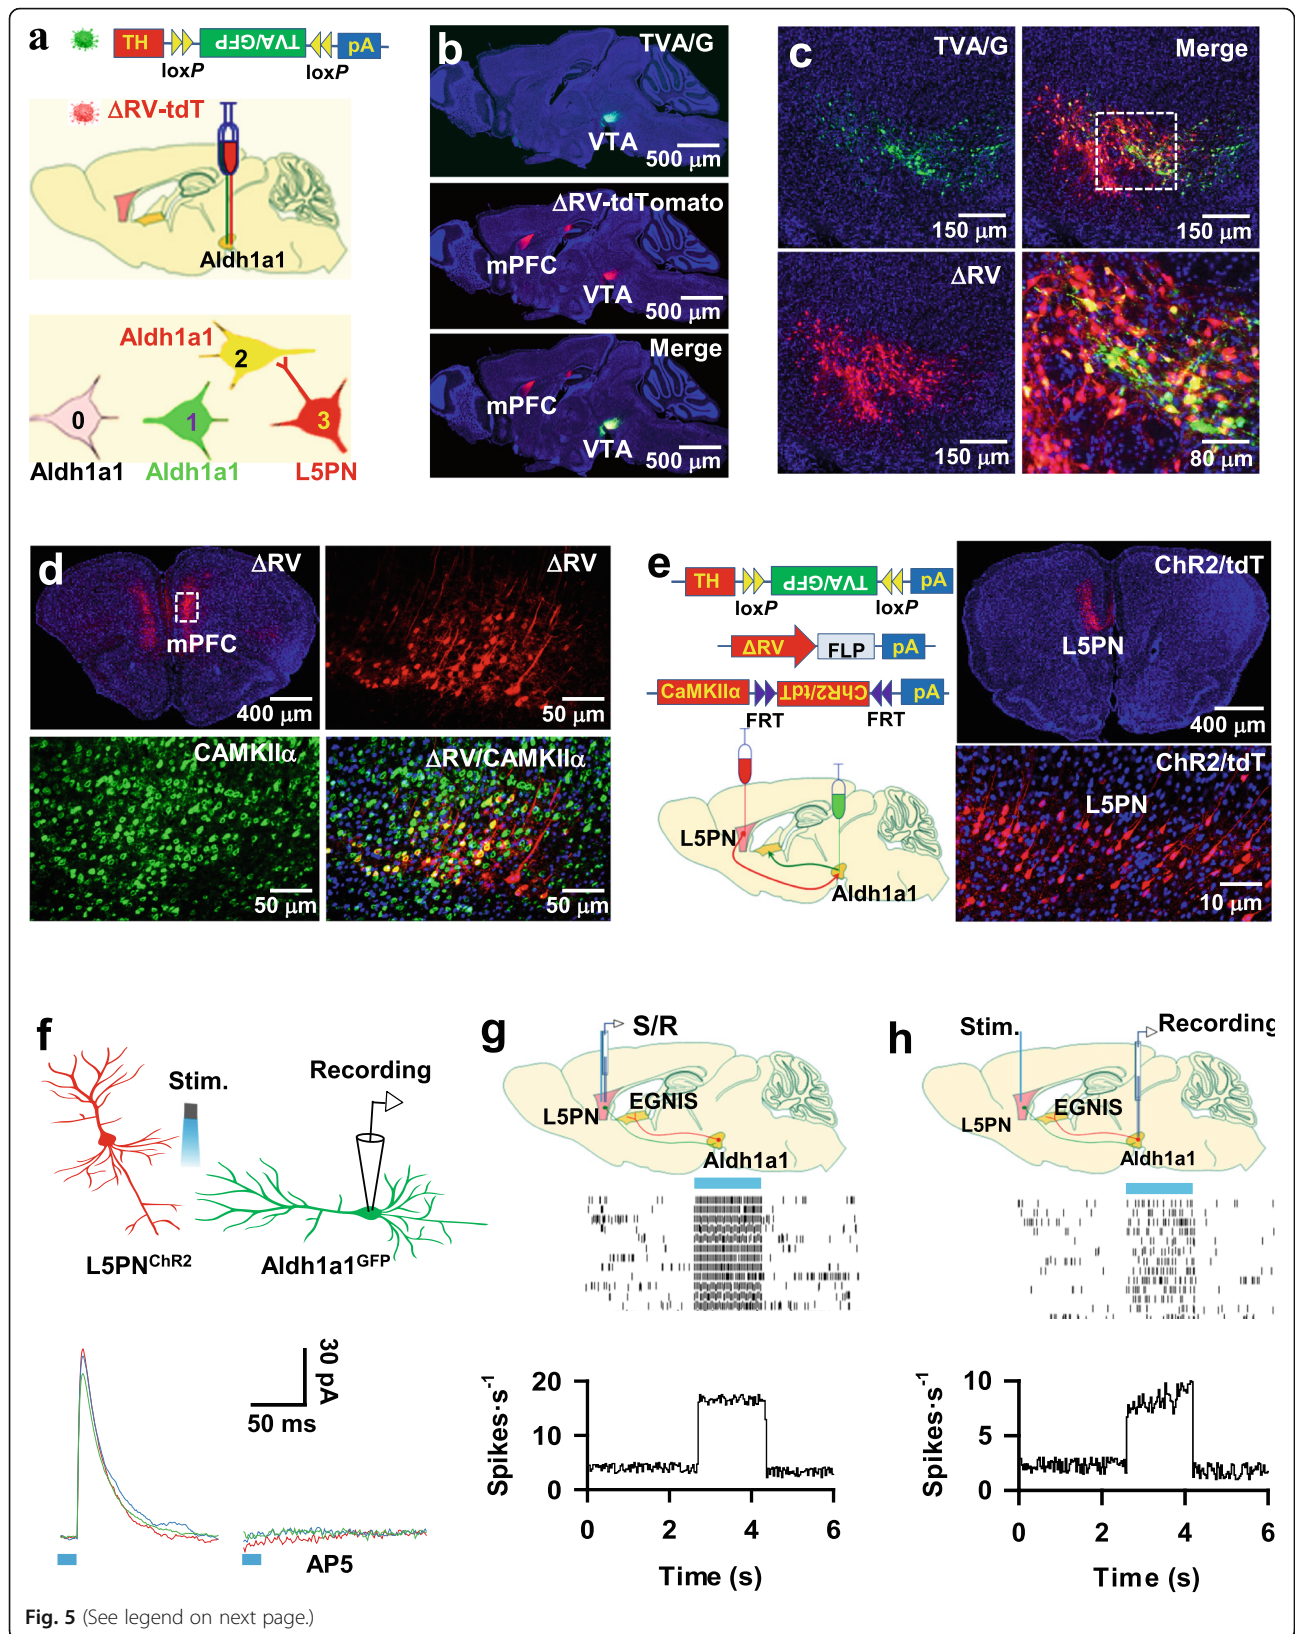 a
TH
TVA/GFP
pA
loxP
loxP
ΔRV-tdT
Aldh1a1
Aldh1a1
2
0
1
3
Aldh1a1
Aldh1a1
L5PN
b
TVA/G
VTA
500 µm
ΔRV-tdTomato
mPFC
VTA
500 µm
Merge
mPFC
VTA
500 µm
c
TVA/G
150 µm
Merge
150 µm
ΔRV
150 µm
80 µm
d
ΔRV
mPFC
400 µm
ΔRV
50 µm
CAMKIIα
50 µm
ΔRV/CAMKIIα
50 µm
e
TH
TVA/GFP
pA
loxP
loxP
ΔRV
FLP
pA
CaMKIIα
ChR2/tdT
pA
FRT
FRT
L5PN
Aldh1a1
ChR2/tdT
L5PN
400 µm
ChR2/tdT
L5PN
10 µm
f
Stim.
Recording
L5PN^ChR2
Aldh1a1^GFP
30 pA
50 ms
AP5
g
S/R
L5PN
EGNIS
Aldh1a1
Spikes·s⁻¹
20
10
0
0 2 4 6
Time (s)
h
Stim.
Recording
L5PN
EGNIS
Aldh1a1
Spikes·s⁻¹
10
5
0
0 2 4 6
Time (s)
Fig. 5 (See legend on next page.)